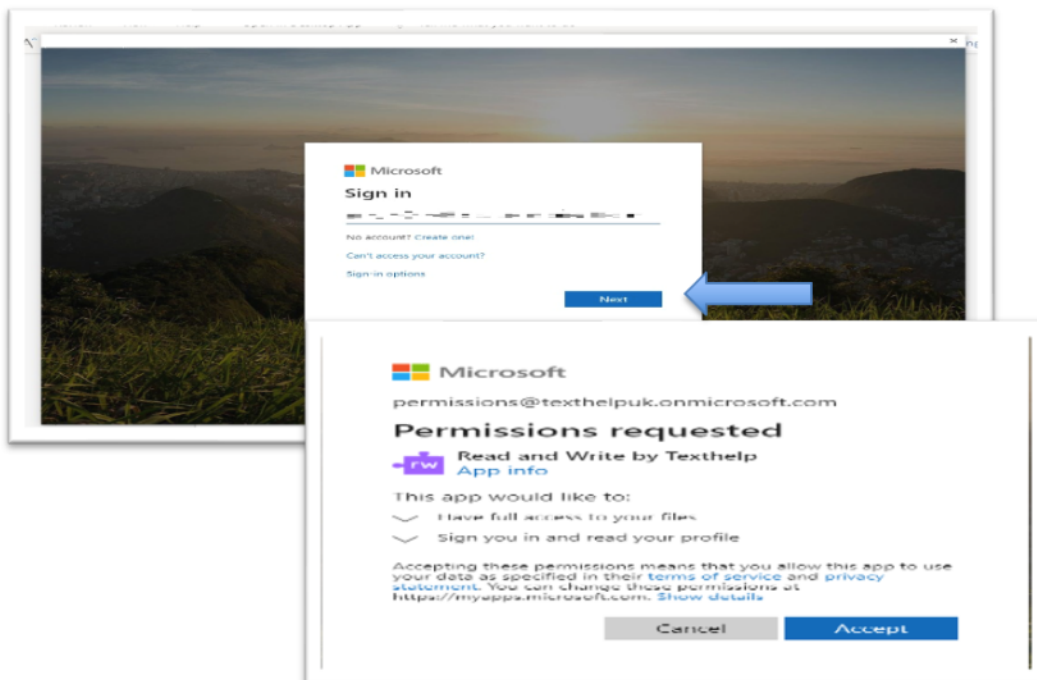 Microsoft
Sign in
No account? Create one!
Can't access your account?
Sign-in options
Next
Microsoft
permissions@texthelpuk.onmicrosoft.com
Permissions requested
rw
Read and Write by Texthelp
App info
This app would like to:
Have full access to your files
Sign you in and read your profile
Accepting these permissions means that you allow this app to use
your data as specified in their terms of service and privacy
statement. You can change these permissions at
https://myapps.microsoft.com. Show details
Cancel
Accept